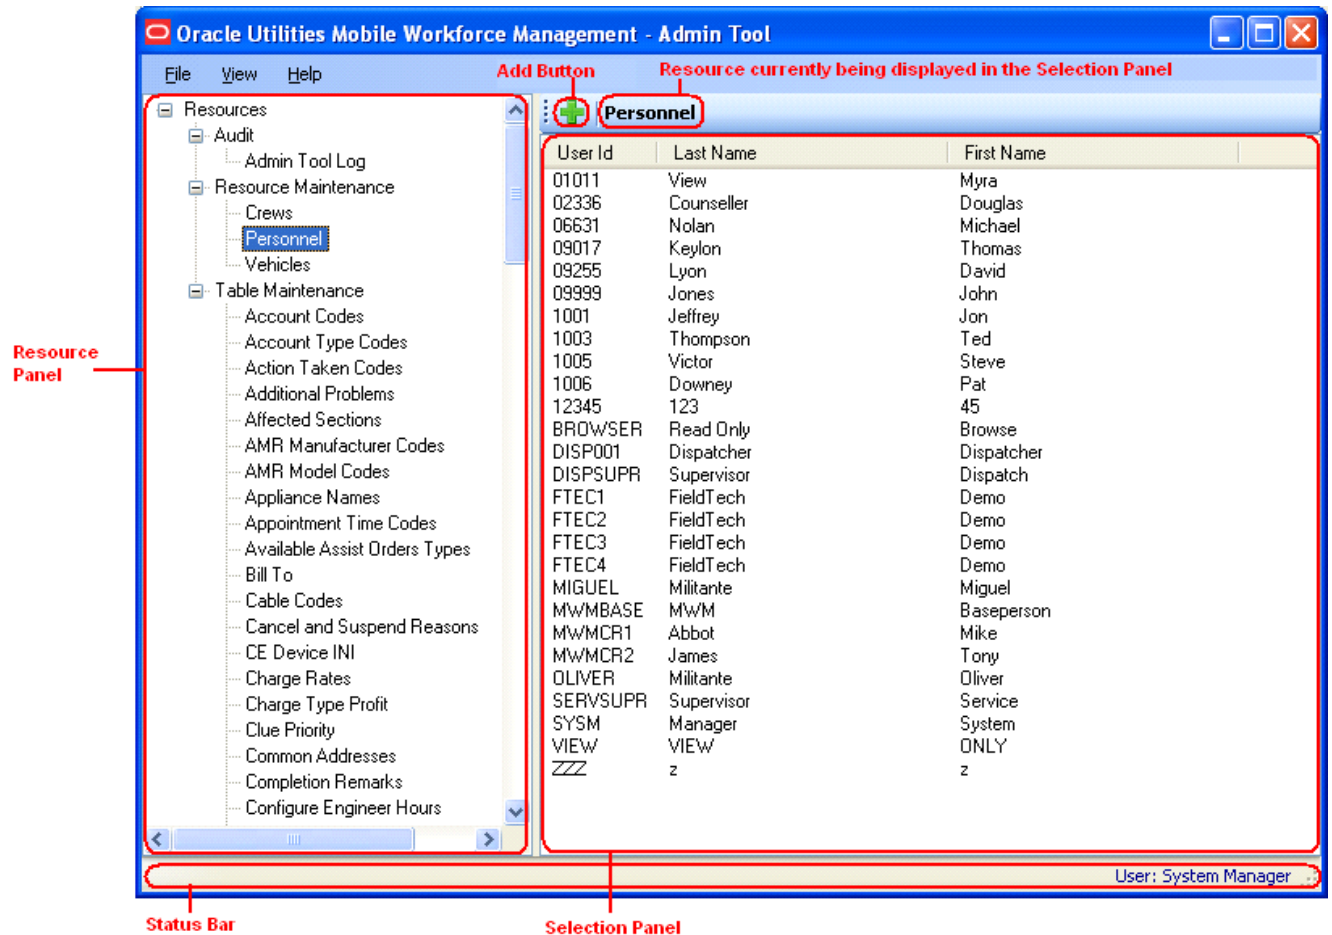 Oracle Utilities Mobile Workforce Management - Admin Tool
File View Help
Add Button
Resource currently being displayed in the Selection Panel
Personnel
Resources
Audit
Admin Tool Log
Resource Maintenance
Crews
Personnel
Vehicles
Table Maintenance
Account Codes
Account Type Codes
Action Taken Codes
Additional Problems
Affected Sections
AMR Manufacturer Codes
AMR Model Codes
Appliance Names
Appointment Time Codes
Available Assist Orders Types
Bill To
Cable Codes
Cancel and Suspend Reasons
CE Device INI
Charge Rates
Charge Type Profit
Clue Priority
Common Addresses
Completion Remarks
Configure Engineer Hours
Resource
Panel
User Id Last Name First Name
01011 View Myra
02336 Counseller Douglas
06631 Nolan Michael
09017 Keylon Thomas
09255 Lyon David
09999 Jones John
1001 Jeffrey Jon
1003 Thompson Ted
1005 Victor Steve
1006 Downey Pat
12345 123 45
BROWSER Read Only Browse
DISP001 Dispatcher Dispatcher
DISPSUPR Supervisor Dispatch
FTEC1 FieldTech Demo
FTEC2 FieldTech Demo
FTEC3 FieldTech Demo
FTEC4 FieldTech Demo
MIGUEL Militante Miguel
MWMBASE MWM Baseperson
MWMCR1 Abbot Mike
MWMCR2 James Tony
OLIVER Militante Oliver
SERVSUPR Supervisor Service
SYSM Manager System
VIEW VIEW ONLY
ZZZ z z
User: System Manager
Status Bar
Selection Panel